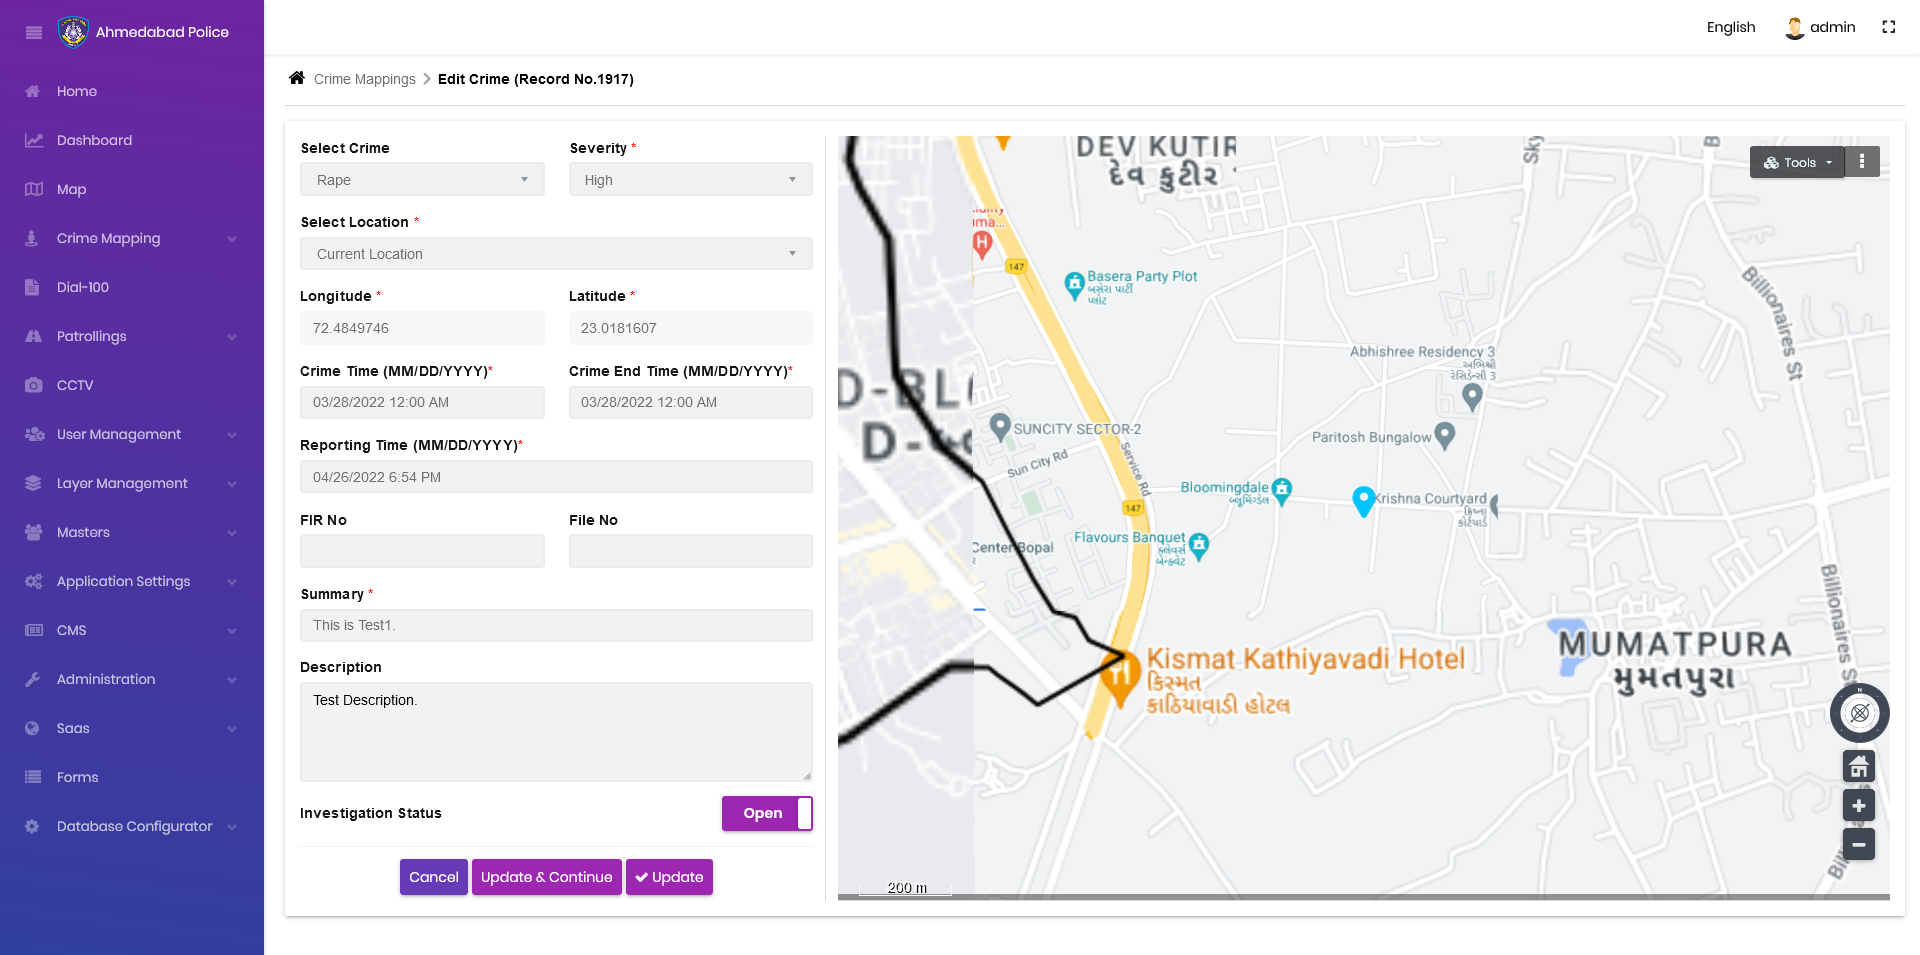 Ahmedabad Police
English
admin
Home
Dashboard
Map
Crime Mapping
Dial-100
Patrollings
CCTV
User Management
Layer Management
Masters
Application Settings
CMS
Administration
Saas
Forms
Database Configurator
Crime Mappings
Edit Crime (Record No.1917)
Select Crime
Severity *
Rape
High
Select Location *
Current Location
Longitude *
Latitude *
72.4849746
23.0181607
Crime Time (MM/DD/YYYY)*
Crime End Time (MM/DD/YYYY)*
03/28/2022 12:00 AM
03/28/2022 12:00 AM
Reporting Time (MM/DD/YYYY)*
04/26/2022 6:54 PM
FIR No
File No
Summary *
This is Test1.
Description
Test Description.
Investigation Status
Open
Cancel
Update & Continue
Update
Tools
DEV KUTIR
દેવ કુટીર
Sky
B
H
147
Basera Party Plot
બસેરા પાર્ટી
પ્લોટ
Billionaires St
Abhishree Residency 3
અભિશ્રી
રેસિડેન્સી 3
D-BL
SUNCITY SECTOR-2
Paritosh Bungalow
Sun City Rd
Service Rd
Bloomingdale
બ્લૂમિંગડેલ
Krishna Courtyard
ક્રિષ્ના
કોર્ટયાર્ડ
147
Flavours Banquet
ફ્લેવર્સ
બેન્ક્વેટ
Center Bopal
Billionaires S
MUMATPURA
મુમતપુરા
Kismat Kathiyavadi Hotel
કિસ્મત
કાઠિયાવાડી હોટલ
N
Bil
200 m